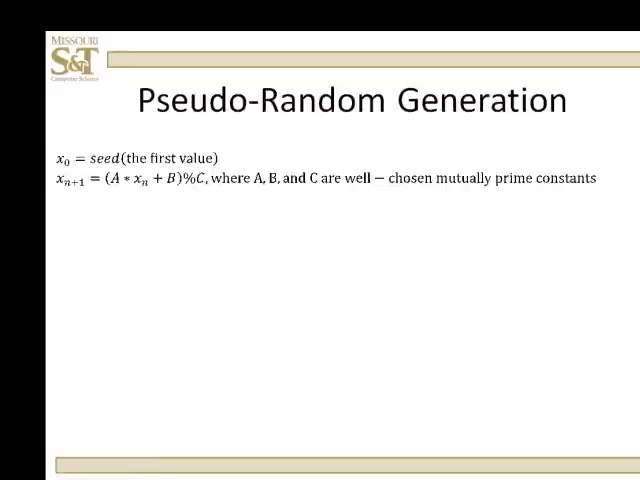 MISSOURI
S&T
Computer Science
Pseudo-Random Generation
x₀ = seed(the first value)
xₙ₊₁ = (A * xₙ + B)%C, where A, B, and C are well − chosen mutually prime constants